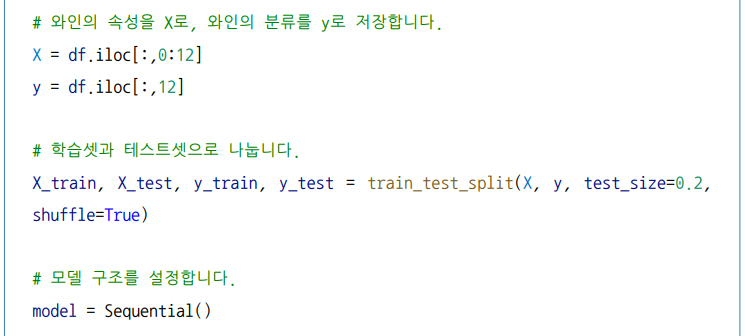 # 와인의 속성을 X로, 와인의 분류를 y로 저장합니다.
X = df.iloc[:,0:12]
y = df.iloc[:,12]
# 학습셋과 테스트셋으로 나눕니다.
X_train, X_test, y_train, y_test = train_test_split(X, y, test_size=0.2,
shuffle=True)
# 모델 구조를 설정합니다.
model = Sequential()